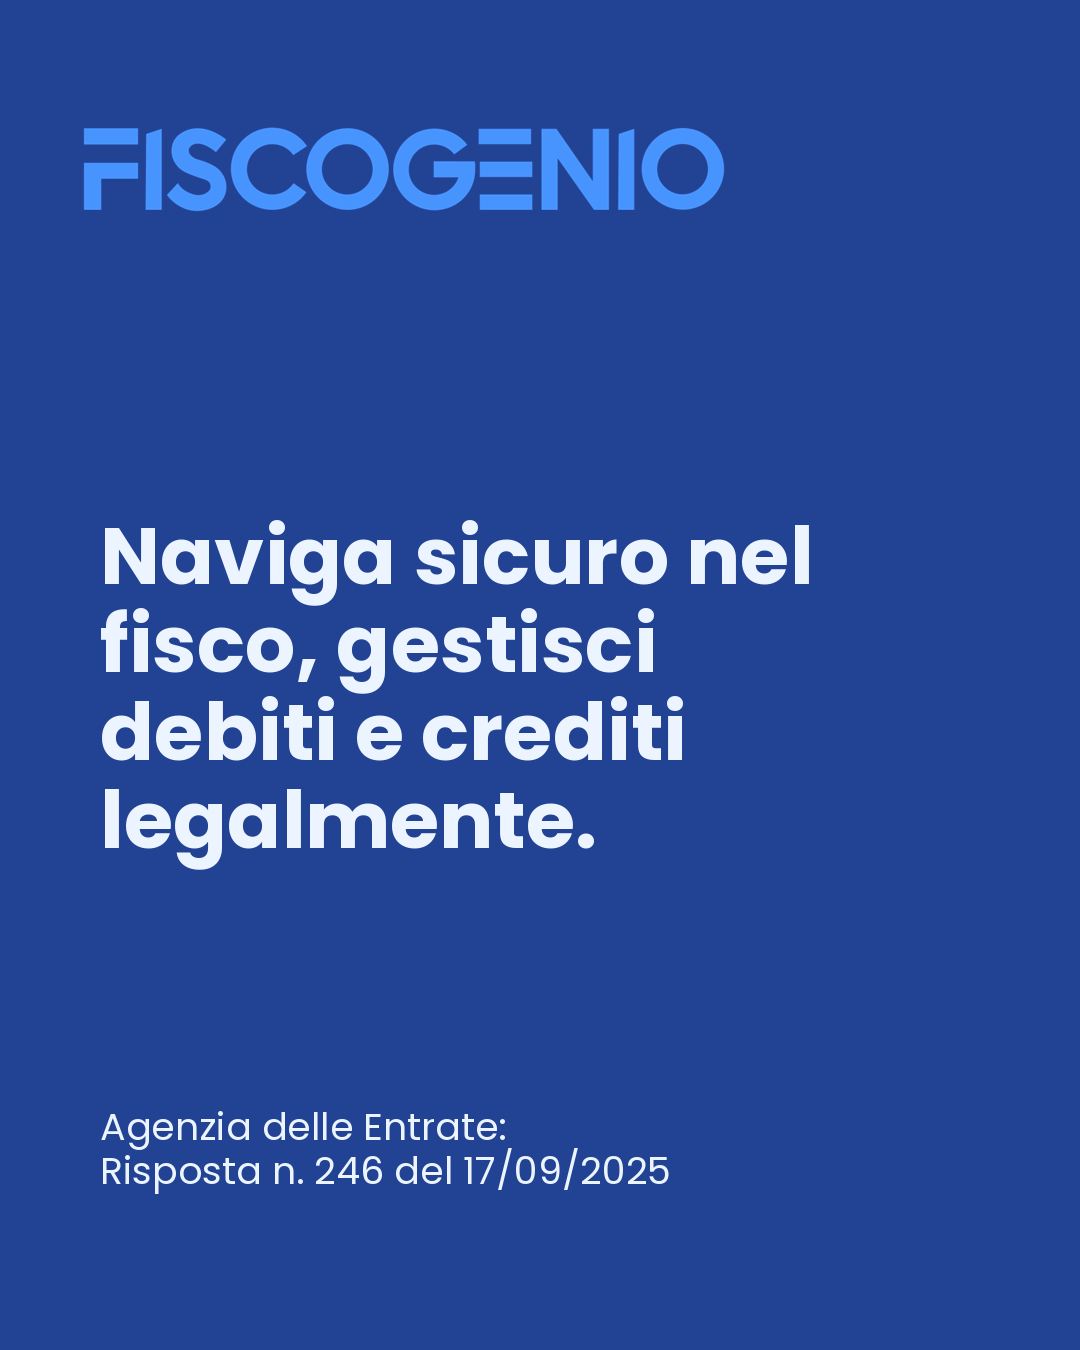 FISCOGENIO
Naviga sicuro nel
fisco, gestisci
debiti e crediti
legalmente.
Agenzia delle Entrate:
Risposta n. 246 del 17/09/2025